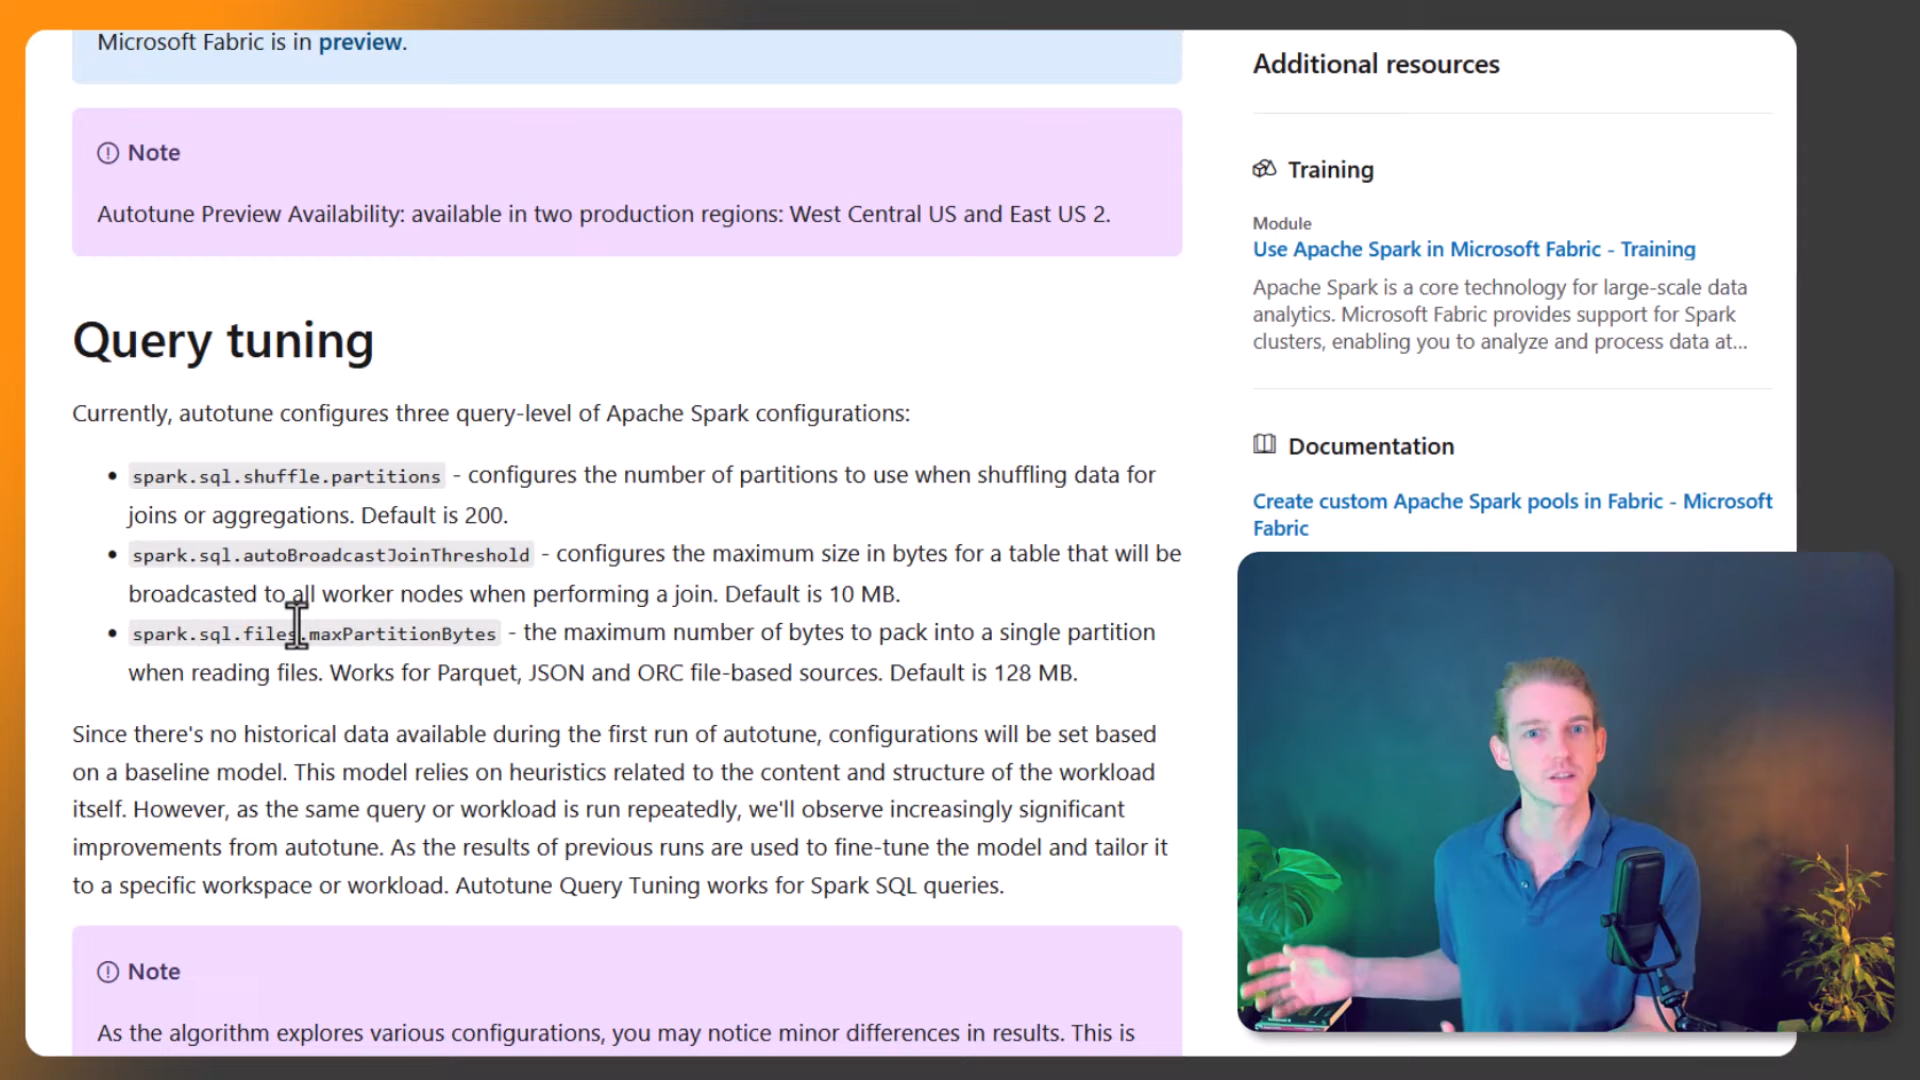 Microsoft Fabric is in preview.
Note
Autotune Preview Availability: available in two production regions: West Central US and East US 2.
Query tuning
Currently, autotune configures three query-level of Apache Spark configurations:
spark.sql.shuffle.partitions - configures the number of partitions to use when shuffling data for
joins or aggregations. Default is 200.
spark.sql.autoBroadcastJoinThreshold - configures the maximum size in bytes for a table that will be
broadcasted to all worker nodes when performing a join. Default is 10 MB.
spark.sql.files.maxPartitionBytes - the maximum number of bytes to pack into a single partition
when reading files. Works for Parquet, JSON and ORC file-based sources. Default is 128 MB.
Since there's no historical data available during the first run of autotune, configurations will be set based
on a baseline model. This model relies on heuristics related to the content and structure of the workload
itself. However, as the same query or workload is run repeatedly, we'll observe increasingly significant
improvements from autotune. As the results of previous runs are used to fine-tune the model and tailor it
to a specific workspace or workload. Autotune Query Tuning works for Spark SQL queries.
Note
As the algorithm explores various configurations, you may notice minor differences in results. This is
Additional resources
Training
Module
Use Apache Spark in Microsoft Fabric - Training
Apache Spark is a core technology for large-scale data
analytics. Microsoft Fabric provides support for Spark
clusters, enabling you to analyze and process data at...
Documentation
Create custom Apache Spark pools in Fabric - Microsoft
Fabric